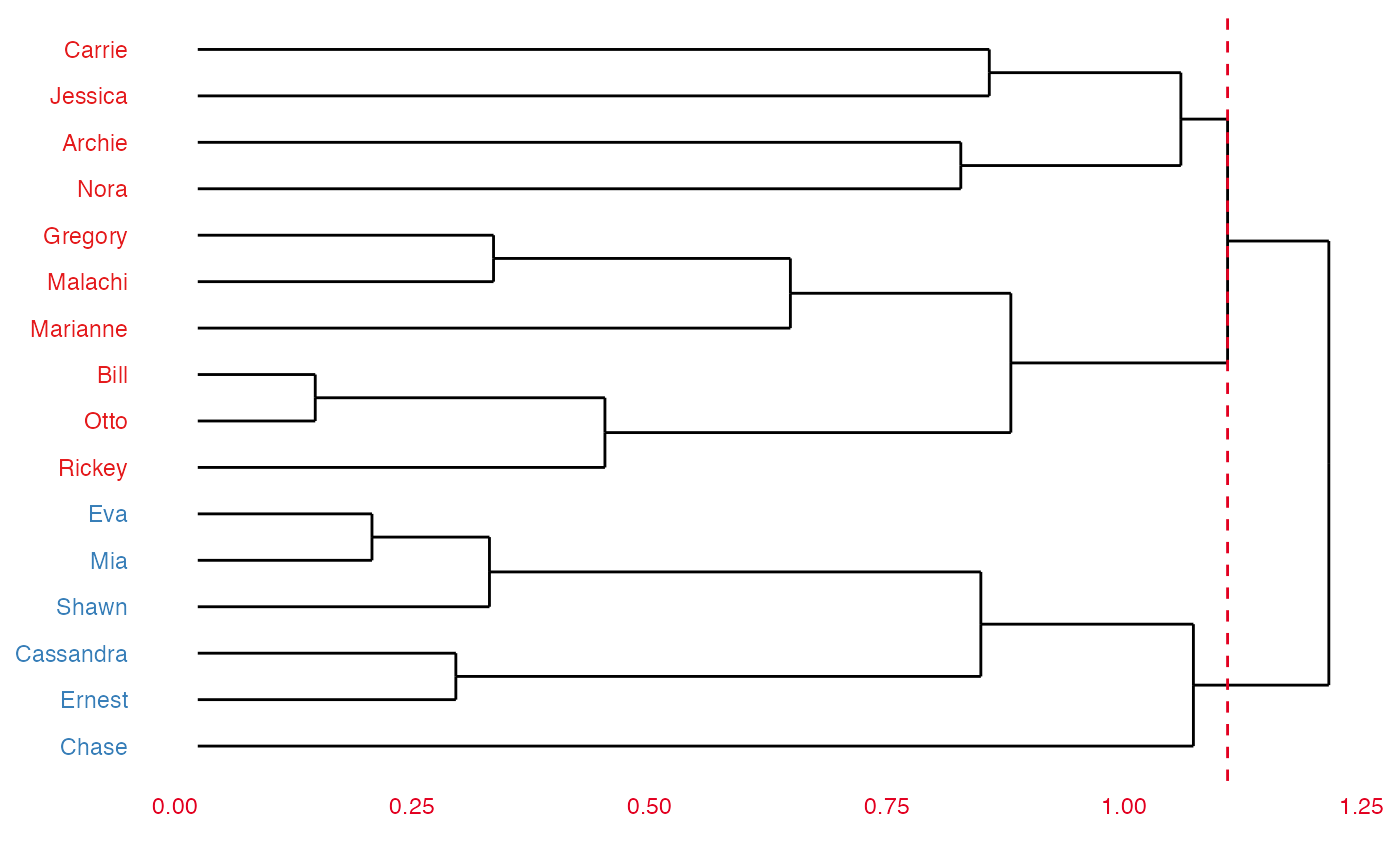 Carrie
Jessica
Archie
Nora
Gregory
Malachi
Marianne
Bill
Otto
Rickey
Eva
Mia
Shawn
Cassandra
Ernest
Chase
0.00 0.25 0.50 0.75 1.00 1.25